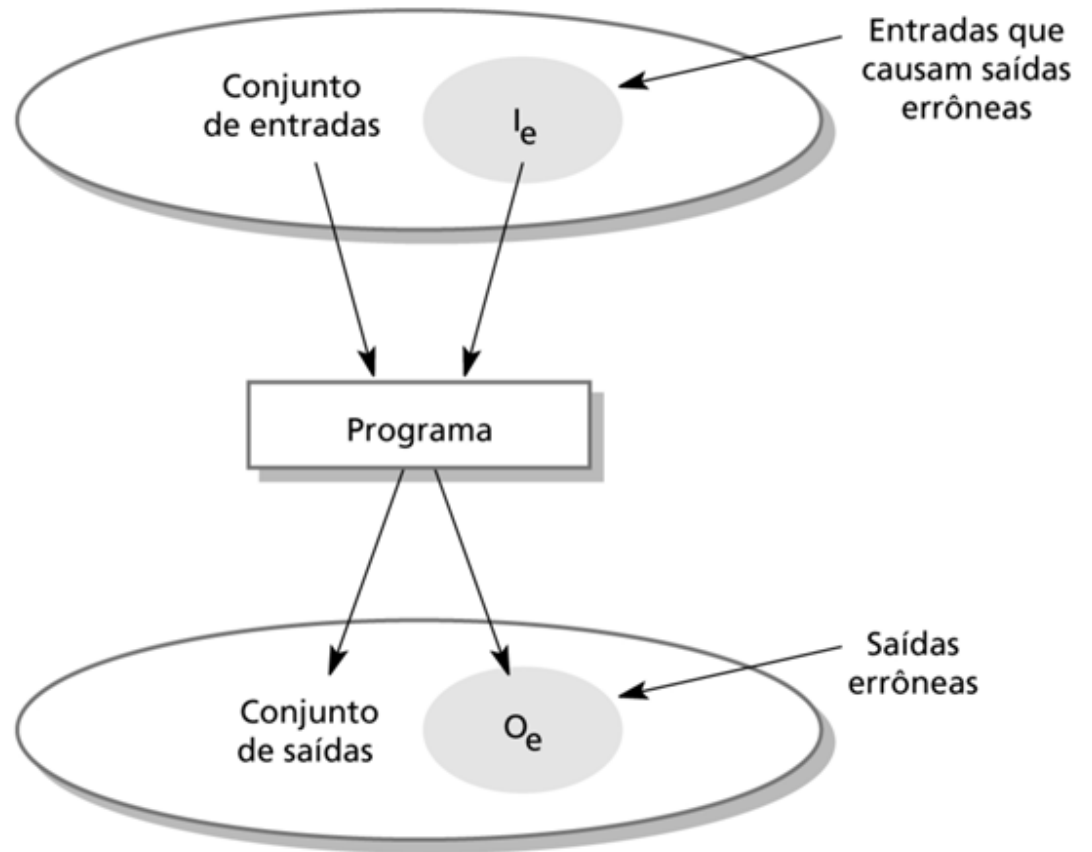 Entradas que
causam saídas
errôneas
Conjunto
de entradas
Ie
Programa
Saídas
errôneas
Conjunto
de saídas
Oe